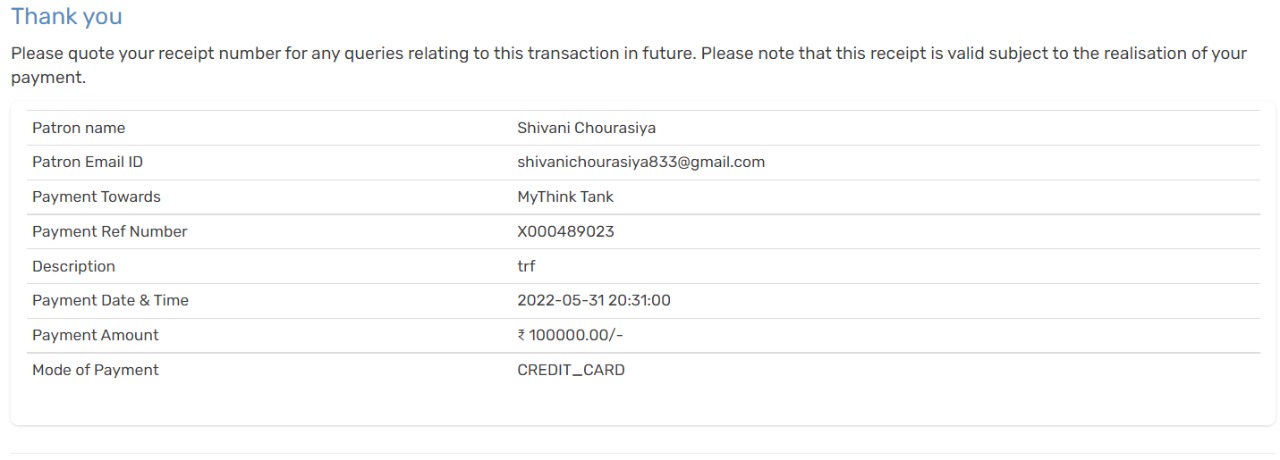 Thank you
Please quote your receipt number for any queries relating to this transaction in future. Please note that this receipt is valid subject to the realisation of your
payment.
Patron name Shivani Chourasiya
Patron Email ID shivanichourasiya833@gmail.com
Payment Towards MyThink Tank
Payment Ref Number X000489023
Description trf
Payment Date & Time 2022-05-31 20:31:00
Payment Amount ₹ 100000.00/-
Mode of Payment CREDIT_CARD